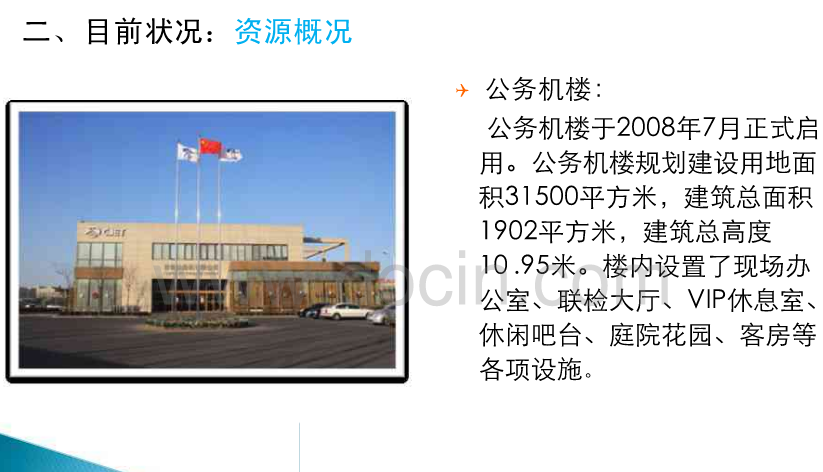 二、目前状况：资源概况
公务机楼：
公务机楼于2008年7月正式启
用。公务机楼规划建设用地面
积31500平方米，建筑总面积
1902平方米，建筑总高度
10.95米。楼内设置了现场办
公室、联检大厅、VIP休息室、
休闲吧台、庭院花园、客房等
各项设施。
CJET
www.docin.com